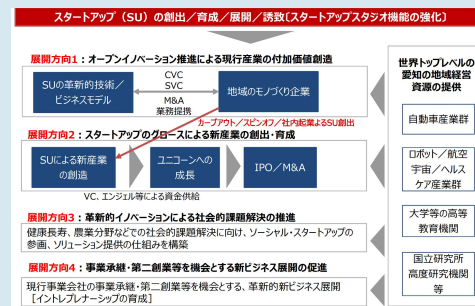 スタートアップ（SU）の創出／育成／展開／誘致〔スタートアップスタジオ機能の強化〕
展開方向1：オープンイノベーション推進による現行産業の付加価値創造
SUの革新的技術／
ビジネスモデル
CVC
SVC
M&A
業務提携
地域のモノづくり企業
カーブアウト／スピンオフ／社内起業よるSU創出
展開方向2：スタートアップのグロースによる新産業の創出・育成
SUによる新産業
の創造
ユニコーンへの
成長
IPO／M&A
VC、エンジェル等による資金供給
展開方向3：革新的イノベーションによる社会的課題解決の推進
健康長寿、農業分野などでの社会的課題解決に向け、ソーシャル・スタートアップの
参画、ソリューション提供の仕組みを構築
展開方向4：事業承継・第二創業等を機会とする新ビジネス展開の促進
現行事業会社の事業承継・第二創業等を機会とする、革新的新ビジネス展開
［イントレプレナーシップの育成］
世界トップレベルの
愛知の地域経営
資源の提供
自動車産業群
ロボット／航空
宇宙／ヘルス
ケア産業群
大学等の高等
教育機関
国立研究所
高度研究機関
等